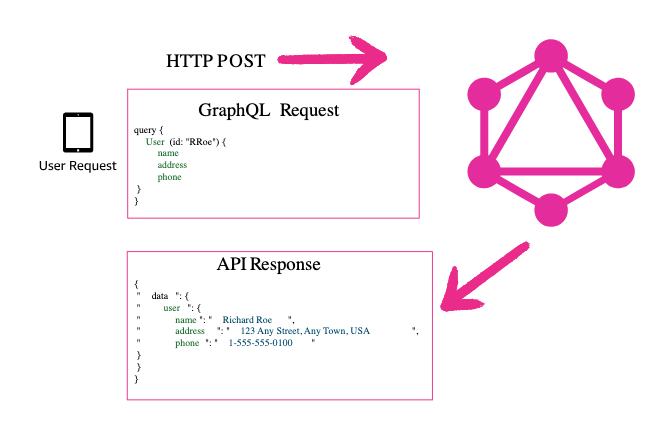 HTTP POST
GraphQL Request
query {
User (id: "RRoe") {
name
address
phone
}
}
User Request
API Response
{
" data ": {
" user ": {
" name ": " Richard Roe ",
" address ": " 123 Any Street, Any Town, USA ",
" phone ": " 1-555-555-0100 "
}
}
}